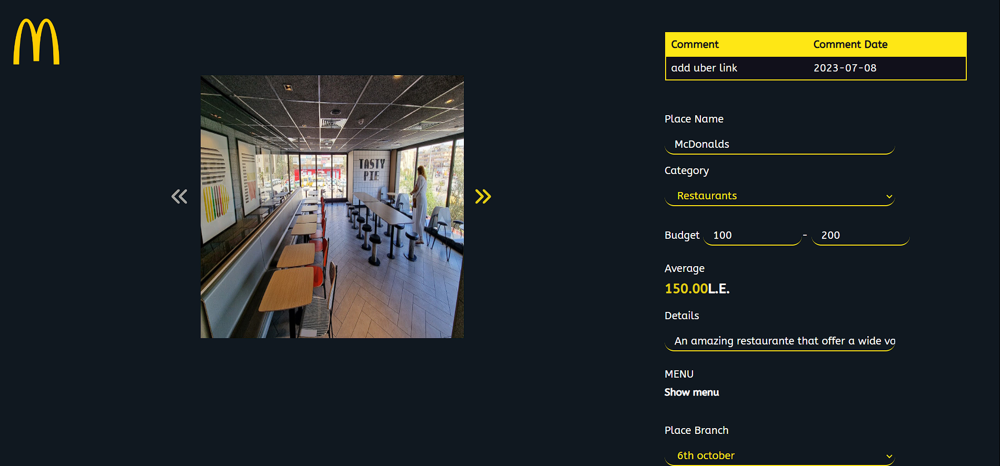 Comment Comment Date
add uber link 2023-07-08
TASTY
PIE
Place Name
McDonalds
Category
Restaurants
Budget 100 - 200
Average
150.00L.E.
Details
An amazing restaurante that offer a wide va
MENU
Show menu
Place Branch
6th october